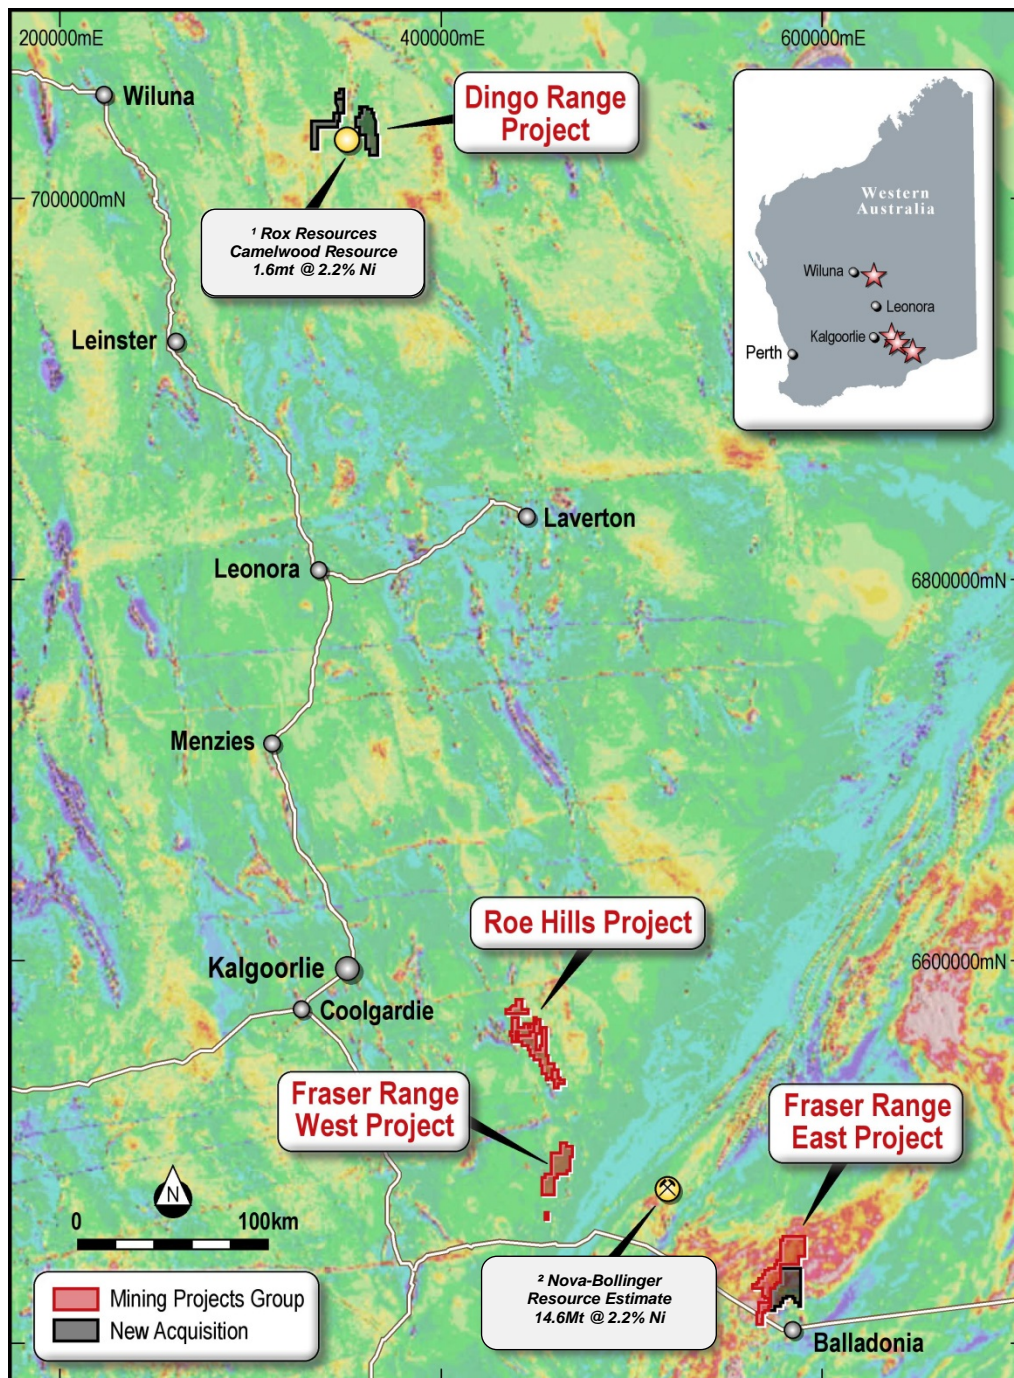 200000mE
400000mE
600000mE
Wiluna
Dingo Range
Project
7000000mN
¹ Rox Resources
Camelwood Resource
1.6mt @ 2.2% Ni
Western
Australia
Wiluna
Leonora
Kalgoorlie
Perth
Leinster
Laverton
Leonora
6800000mN
Menzies
Roe Hills Project
Kalgoorlie
6600000mN
Coolgardie
Fraser Range
West Project
Fraser Range
East Project
N
0
100km
² Nova-Bollinger
Resource Estimate
14.6Mt @ 2.2% Ni
Mining Projects Group
New Acquisition
Balladonia